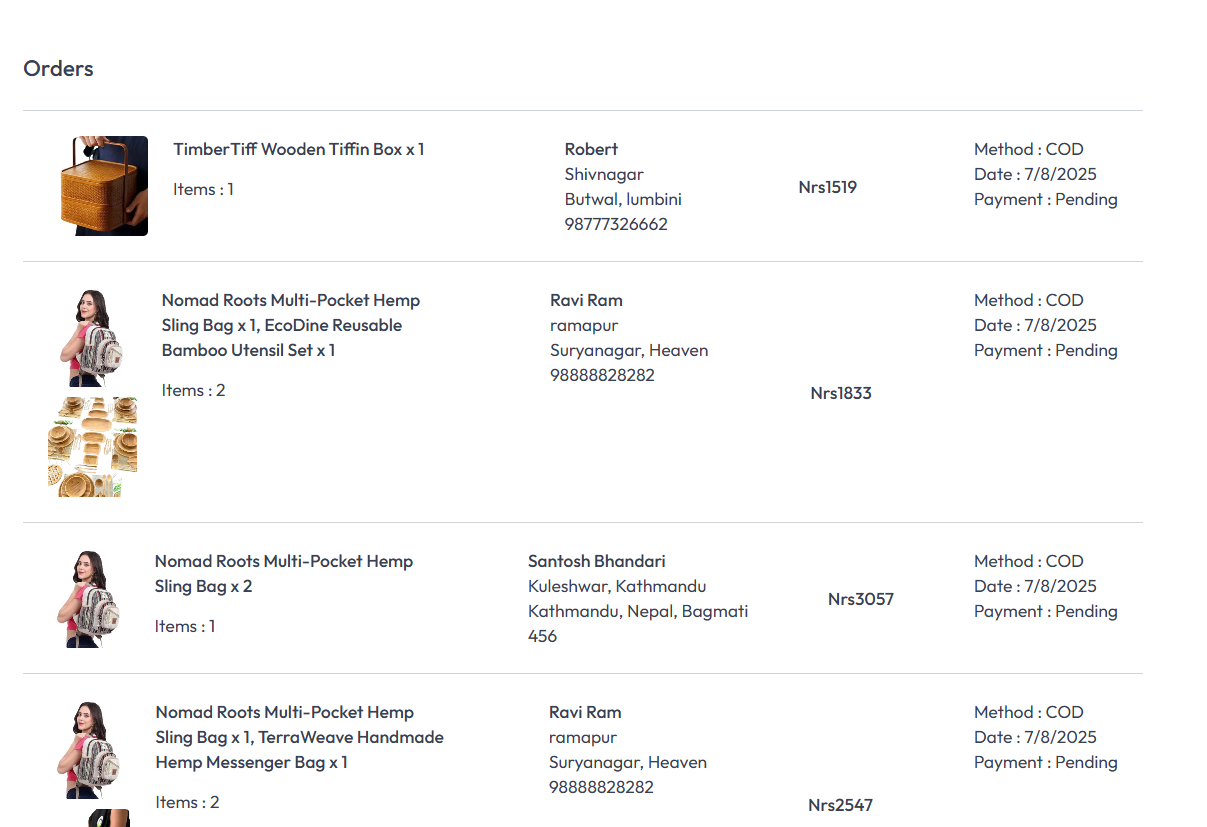 Orders
TimberTiff Wooden Tiffin Box x 1
Items : 1
Robert
Shivnagar
Butwal, lumbini
98777326662
Nrs1519
Method : COD
Date : 7/8/2025
Payment : Pending
Nomad Roots Multi-Pocket Hemp
Sling Bag x 1, EcoDine Reusable
Bamboo Utensil Set x 1
Items : 2
Ravi Ram
ramapur
Suryanagar, Heaven
98888828282
Nrs1833
Method : COD
Date : 7/8/2025
Payment : Pending
Nomad Roots Multi-Pocket Hemp
Sling Bag x 2
Items : 1
Santosh Bhandari
Kuleshwar, Kathmandu
Kathmandu, Nepal, Bagmati
456
Nrs3057
Method : COD
Date : 7/8/2025
Payment : Pending
Nomad Roots Multi-Pocket Hemp
Sling Bag x 1, TerraWeave Handmade
Hemp Messenger Bag x 1
Items : 2
Ravi Ram
ramapur
Suryanagar, Heaven
98888828282
Nrs2547
Method : COD
Date : 7/8/2025
Payment : Pending